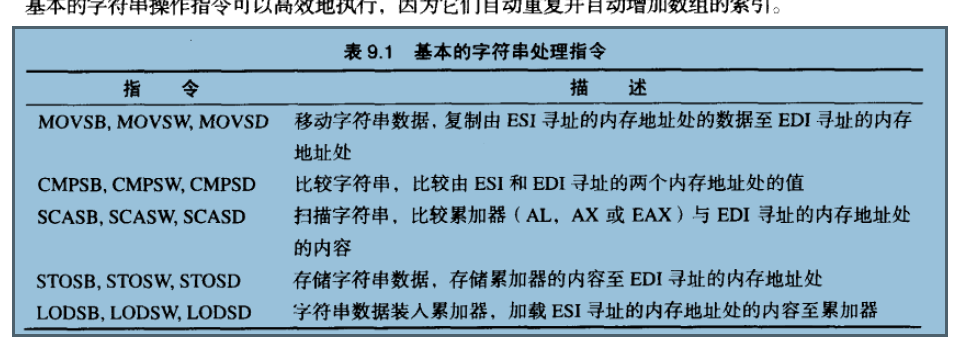 基本的字符串操作指令可以高效地执行，因为它们自动重复并自动增加数组的索引。
表 9.1 基本的字符串处理指令
指 令 描 述
MOVSB, MOVSW, MOVSD 移动字符串数据，复制由 ESI 寻址的内存地址处的数据至 EDI 寻址的内存
地址处
CMPSB, CMPSW, CMPSD 比较字符串，比较由 ESI 和 EDI 寻址的两个内存地址处的值
SCASB, SCASW, SCASD 扫描字符串，比较累加器（AL，AX 或 EAX）与 EDI 寻址的内存地址处
的内容
STOSB, STOSW, STOSD 存储字符串数据，存储累加器的内容至 EDI 寻址的内存地址处
LODSB, LODSW, LODSD 字符串数据装入累加器，加载 ESI 寻址的内存地址处的内容至累加器